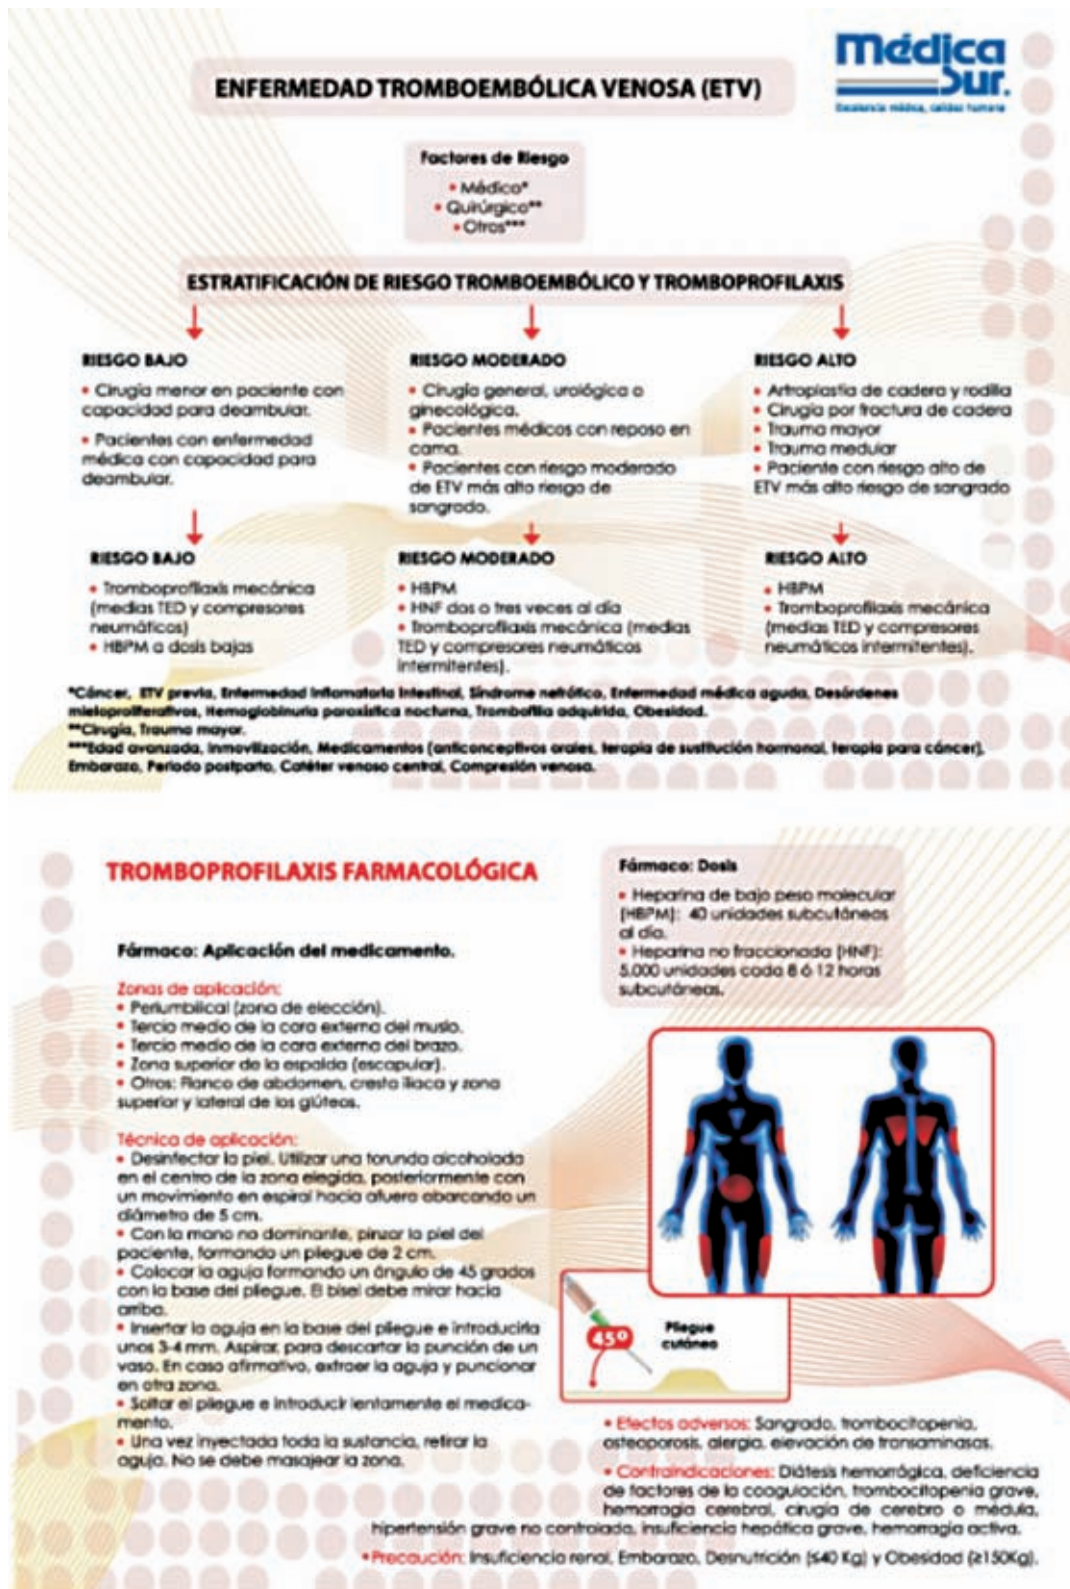 médica
Sur.
Excelencia médica, calidez humana
ENFERMEDAD TROMBOEMBÓLICA VENOSA (ETV)
Factores de Riesgo
• Médico*
• Quirúrgico**
• Otros***
ESTRATIFICACIÓN DE RIESGO TROMBOEMBÓLICO Y TROMBOPROFILAXIS
RIESGO BAJO
• Cirugía menor en paciente con
capacidad para deambular.
• Pacientes con enfermedad
médica con capacidad para
deambular.
RIESGO MODERADO
• Cirugía general, urológica o
ginecológica.
• Pacientes médicos con reposo en
cama.
• Pacientes con riesgo moderado
de ETV más alto riesgo de
sangrado.
RIESGO ALTO
• Artroplastia de cadera y rodilla
• Cirugía por fractura de cadera
• Trauma mayor
• Trauma medular
• Paciente con riesgo alto de
ETV más alto riesgo de sangrado
RIESGO BAJO
• Tromboprofilaxis mecánica
(medias TED y compresores
neumáticos)
• HBPM a dosis bajas
RIESGO MODERADO
• HBPM
• HNF dos o tres veces al día
• Tromboprofilaxis mecánica (medias
TED y compresores neumáticos
intermitentes).
RIESGO ALTO
• HBPM
• Tromboprofilaxis mecánica
(medias TED y compresores
neumáticos intermitentes).
*Cáncer, ETV previa, Enfermedad Inflamatoria Intestinal, Síndrome nefrótico, Enfermedad médica aguda, Desórdenes
mieloproliferativos, Hemoglobinuria paroxística nocturna, Trombofilia adquirida, Obesidad.
**Cirugía, Trauma mayor.
***Edad avanzada, Inmovilización, Medicamentos (anticonceptivos orales, terapia de sustitución hormonal, terapia para cáncer),
Embarazo, Periodo postparto, Catéter venoso central, Compresión venosa.
TROMBOPROFILAXIS FARMACOLÓGICA
Fármaco: Dosis
• Heparina de bajo peso molecular
(HBPM): 40 unidades subcutáneas
al día.
• Heparina no fraccionada (HNF):
5,000 unidades cada 8 ó 12 horas
subcutáneas.
Fármaco: Aplicación del medicamento.
Zonas de aplicación:
• Periumbilical (zona de elección).
• Tercio medio de la cara externa del muslo.
• Tercio medio de la cara externa del brazo.
• Zona superior de la espalda (escapular).
• Otros: Flanco de abdomen, cresta iliaca y zona
superior y lateral de los glúteos.
Técnica de aplicación:
• Desinfectar la piel. Utilizar una torunda alcoholada
en el centro de la zona elegida, posteriormente con
un movimiento en espiral hacia afuera abarcando un
diámetro de 5 cm.
• Con la mano no dominante, pinzar la piel del
paciente, formando un pliegue de 2 cm.
• Colocar la aguja formando un ángulo de 45 grados
con la base del pliegue. El bisel debe mirar hacia
arriba.
• Insertar la aguja en la base del pliegue e introducirla
unos 3-4 mm. Aspirar, para descartar la punción de un
vaso. En caso afirmativo, extraer la aguja y puncionar
en otra zona.
• Soltar el pliegue e introducir lentamente el medica-
mento.
• Una vez inyectada toda la sustancia, retirar la
aguja. No se debe masajear la zona.
45º
Pliegue
cutáneo
• Efectos adversos: Sangrado, trombocitopenia,
osteoporosis, alergia, elevación de transaminasas.
• Contraindicaciones: Diátesis hemorrágica, deficiencia
de factores de la coagulación, trombocitopenia grave,
hemorragia cerebral, cirugía de cerebro o médula,
hipertensión grave no controlada, insuficiencia hepática grave, hemorragia activa.
• Precaución: Insuficiencia renal, Embarazo, Desnutrición (≤40 Kg) y Obesidad (≥150Kg).